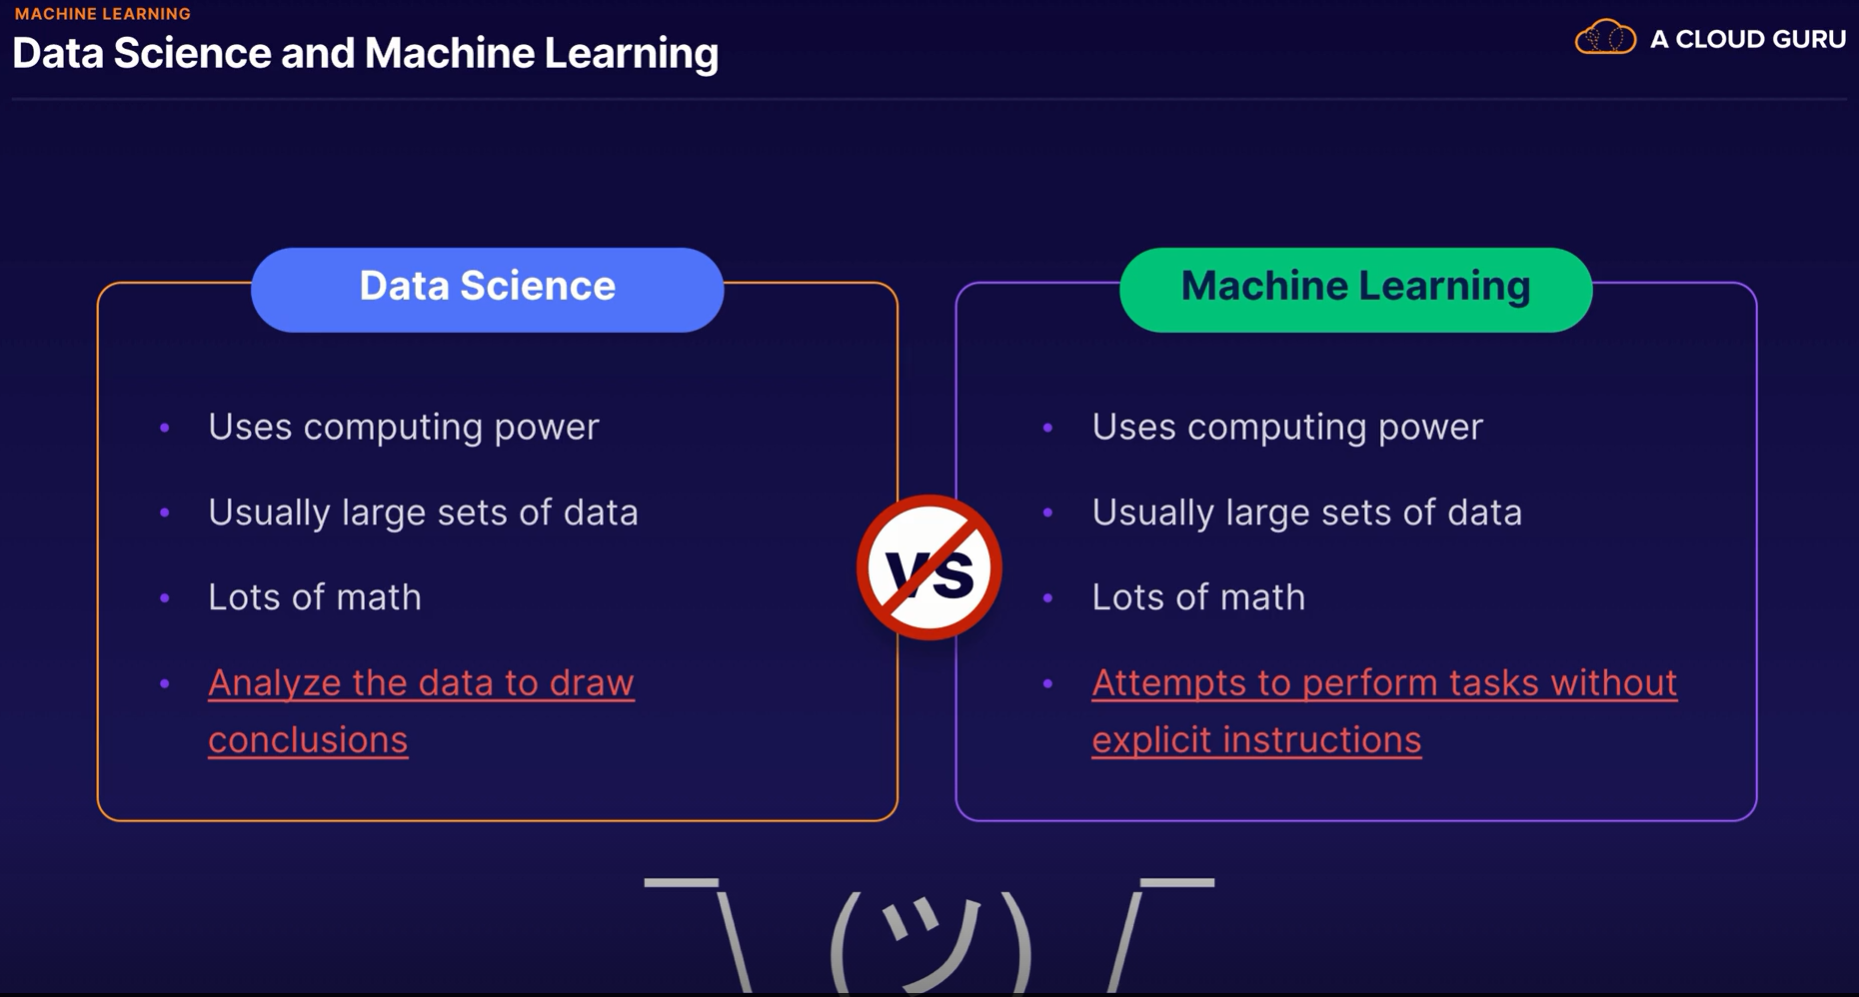 MACHINE LEARNING
Data Science and Machine Learning
A CLOUD GURU
Data Science
• Uses computing power
• Usually large sets of data
• Lots of math
• Analyze the data to draw
conclusions
VS
Machine Learning
• Uses computing power
• Usually large sets of data
• Lots of math
• Attempts to perform tasks without
explicit instructions
¯\(ツ)/¯